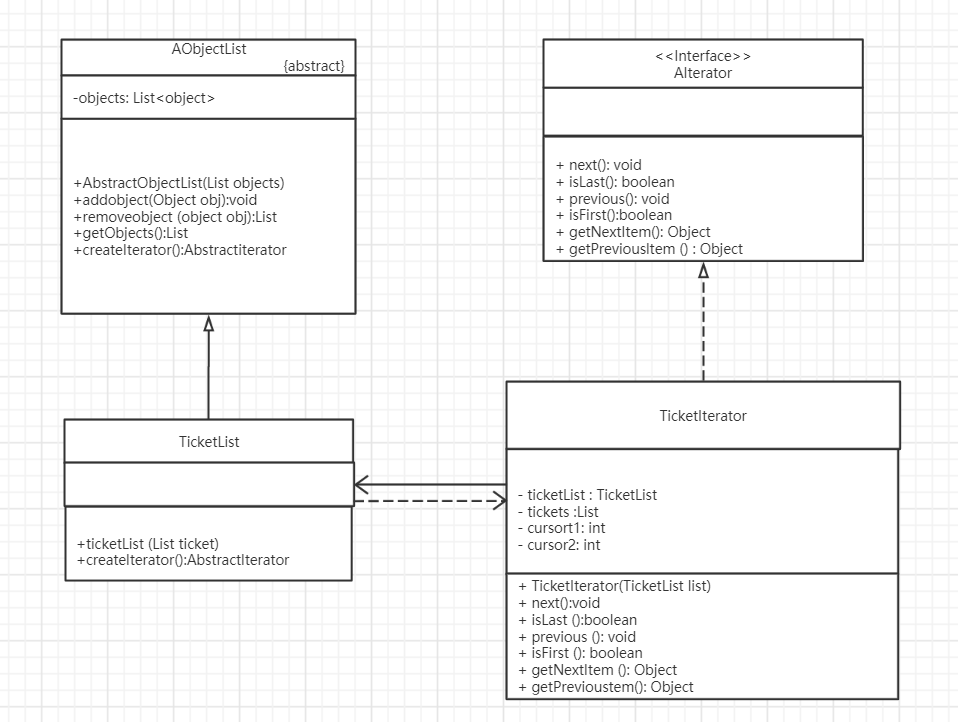 AObjectList
{abstract}
-objects: List<object>
+AbstractObjectList(List objects)
+addobject(Object obj):void
+removeobject (object obj):List
+getObjects():List
+createIterator():Abstractiterator
<<Interface>>
AIterator
+ next(): void
+ isLast(): boolean
+ previous(): void
+ isFirst():boolean
+ getNextItem(): Object
+ getPreviousItem () : Object
TicketList
+ticketList (List ticket)
+createIterator():AbstractIterator
TicketIterator
- ticketList : TicketList
- tickets :List
- cursort1: int
- cursor2: int
+ TicketIterator(TicketList list)
+ next():void
+ isLast ():boolean
+ previous (): void
+ isFirst (): boolean
+ getNextItem (): Object
+ getPrevioustem(): Object